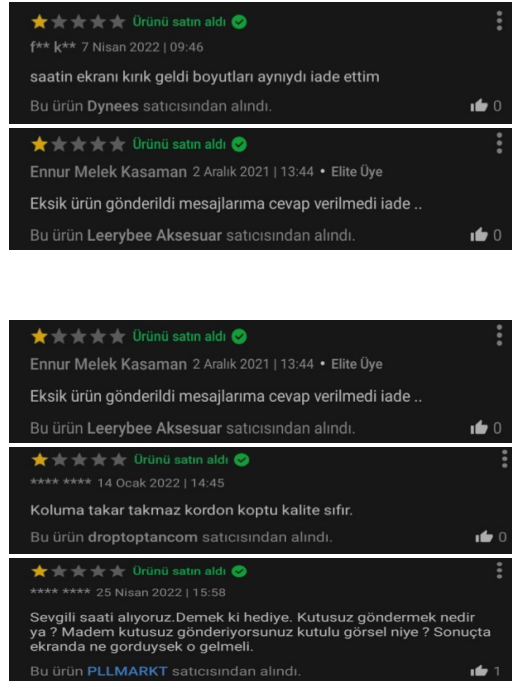 Ürünü satın aldı
f** k** 7 Nisan 2022 | 09:46
saatin ekranı kırık geldi boyutları aynıydı iade ettim
Bu ürün Dynees satıcısından alındı.
0
Ürünü satın aldı
Ennur Melek Kasaman 2 Aralık 2021 | 13:44 • Elite Üye
Eksik ürün gönderildi mesajlarıma cevap verilmedi iade ..
Bu ürün Leerybee Aksesuar satıcısından alındı.
0
Ürünü satın aldı
Ennur Melek Kasaman 2 Aralık 2021 | 13:44 • Elite Üye
Eksik ürün gönderildi mesajlarıma cevap verilmedi iade ..
Bu ürün Leerybee Aksesuar satıcısından alındı.
0
Ürünü satın aldı
**** **** 14 Ocak 2022 | 14:45
Koluma takar takmaz kordon koptu kalite sıfır.
Bu ürün droptoptancom satıcısından alındı.
0
Ürünü satın aldı
**** **** 25 Nisan 2022 | 15:58
Sevgili saati alıyoruz.Demek ki hediye. Kutusuz göndermek nedir
ya ? Madem kutusuz gönderiyorsunuz kutulu görsel niye ? Sonuçta
ekranda ne gorduysek o gelmeli.
Bu ürün PLLMARKT satıcısından alındı.
1